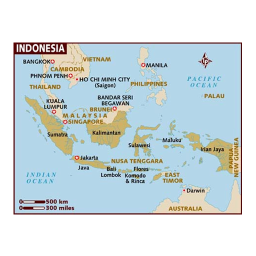 INDONESIA
BANGKOK
VIETNAM
CAMBODIA
PHNOM PENH
HO CHI MINH CITY
(Saigon)
THAILAND
MANILA
PHILIPPINES
PACIFIC
OCEAN
PALAU
KUALA
LUMPUR
BANDAR SERI
BEGAWAN
BRUNEI
MALAYSIA
SINGAPORE
Sumatra
Kalimantan
Sulawesi
Maluku
Irian Jaya
PAPUA
NEW GUINEA
Jakarta
Java
NUSA TENGGARA
Bali
Lombok
Flores
Komodo
& Rinca
EAST
TIMOR
INDIAN
OCEAN
Darwin
AUSTRALIA
0
500 km
0
300 miles